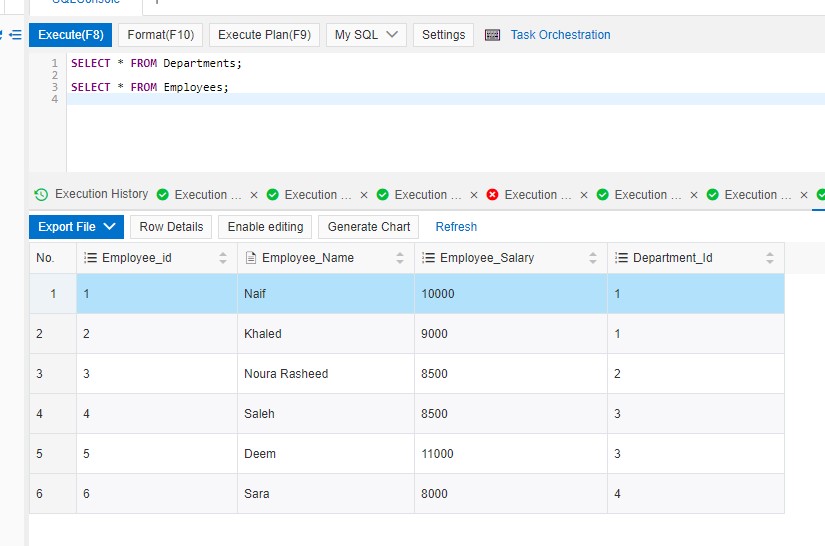 SQLConsole
Execute(F8) Format(F10) Execute Plan(F9) My SQL Settings Task Orchestration
1 SELECT * FROM Departments;
2
3 SELECT * FROM Employees;
4
Execution History Execution ... × Execution ... × Execution ... × Execution ... × Execution ... × Execution ... ×
Export File Row Details Enable editing Generate Chart Refresh
No. Employee_id Employee_Name Employee_Salary Department_Id
1 1 Naif 10000 1
2 2 Khaled 9000 1
3 3 Noura Rasheed 8500 2
4 4 Saleh 8500 3
5 5 Deem 11000 3
6 6 Sara 8000 4